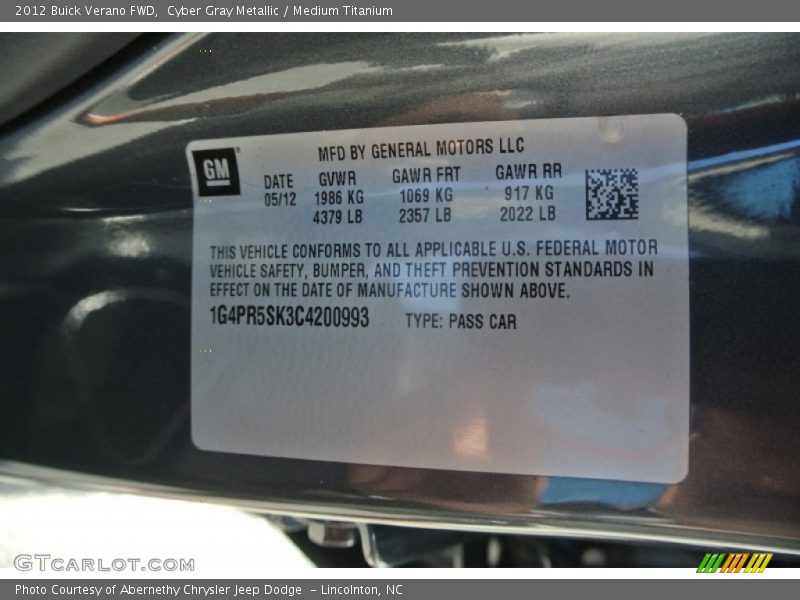 2012 Buick Verano FWD,  Cyber Gray Metallic / Medium Titanium
GM®
MFD BY GENERAL MOTORS LLC
DATE GVWR GAWR FRT GAWR RR
05/12 1986 KG 1069 KG 917 KG
4379 LB 2357 LB 2022 LB
THIS VEHICLE CONFORMS TO ALL APPLICABLE U.S. FEDERAL MOTOR
VEHICLE SAFETY, BUMPER, AND THEFT PREVENTION STANDARDS IN
EFFECT ON THE DATE OF MANUFACTURE SHOWN ABOVE.
1G4PR5SK3C4200993 TYPE: PASS CAR
GTCARLOT.COM
Photo Courtesy of Abernethy Chrysler Jeep Dodge  – Lincolnton, NC